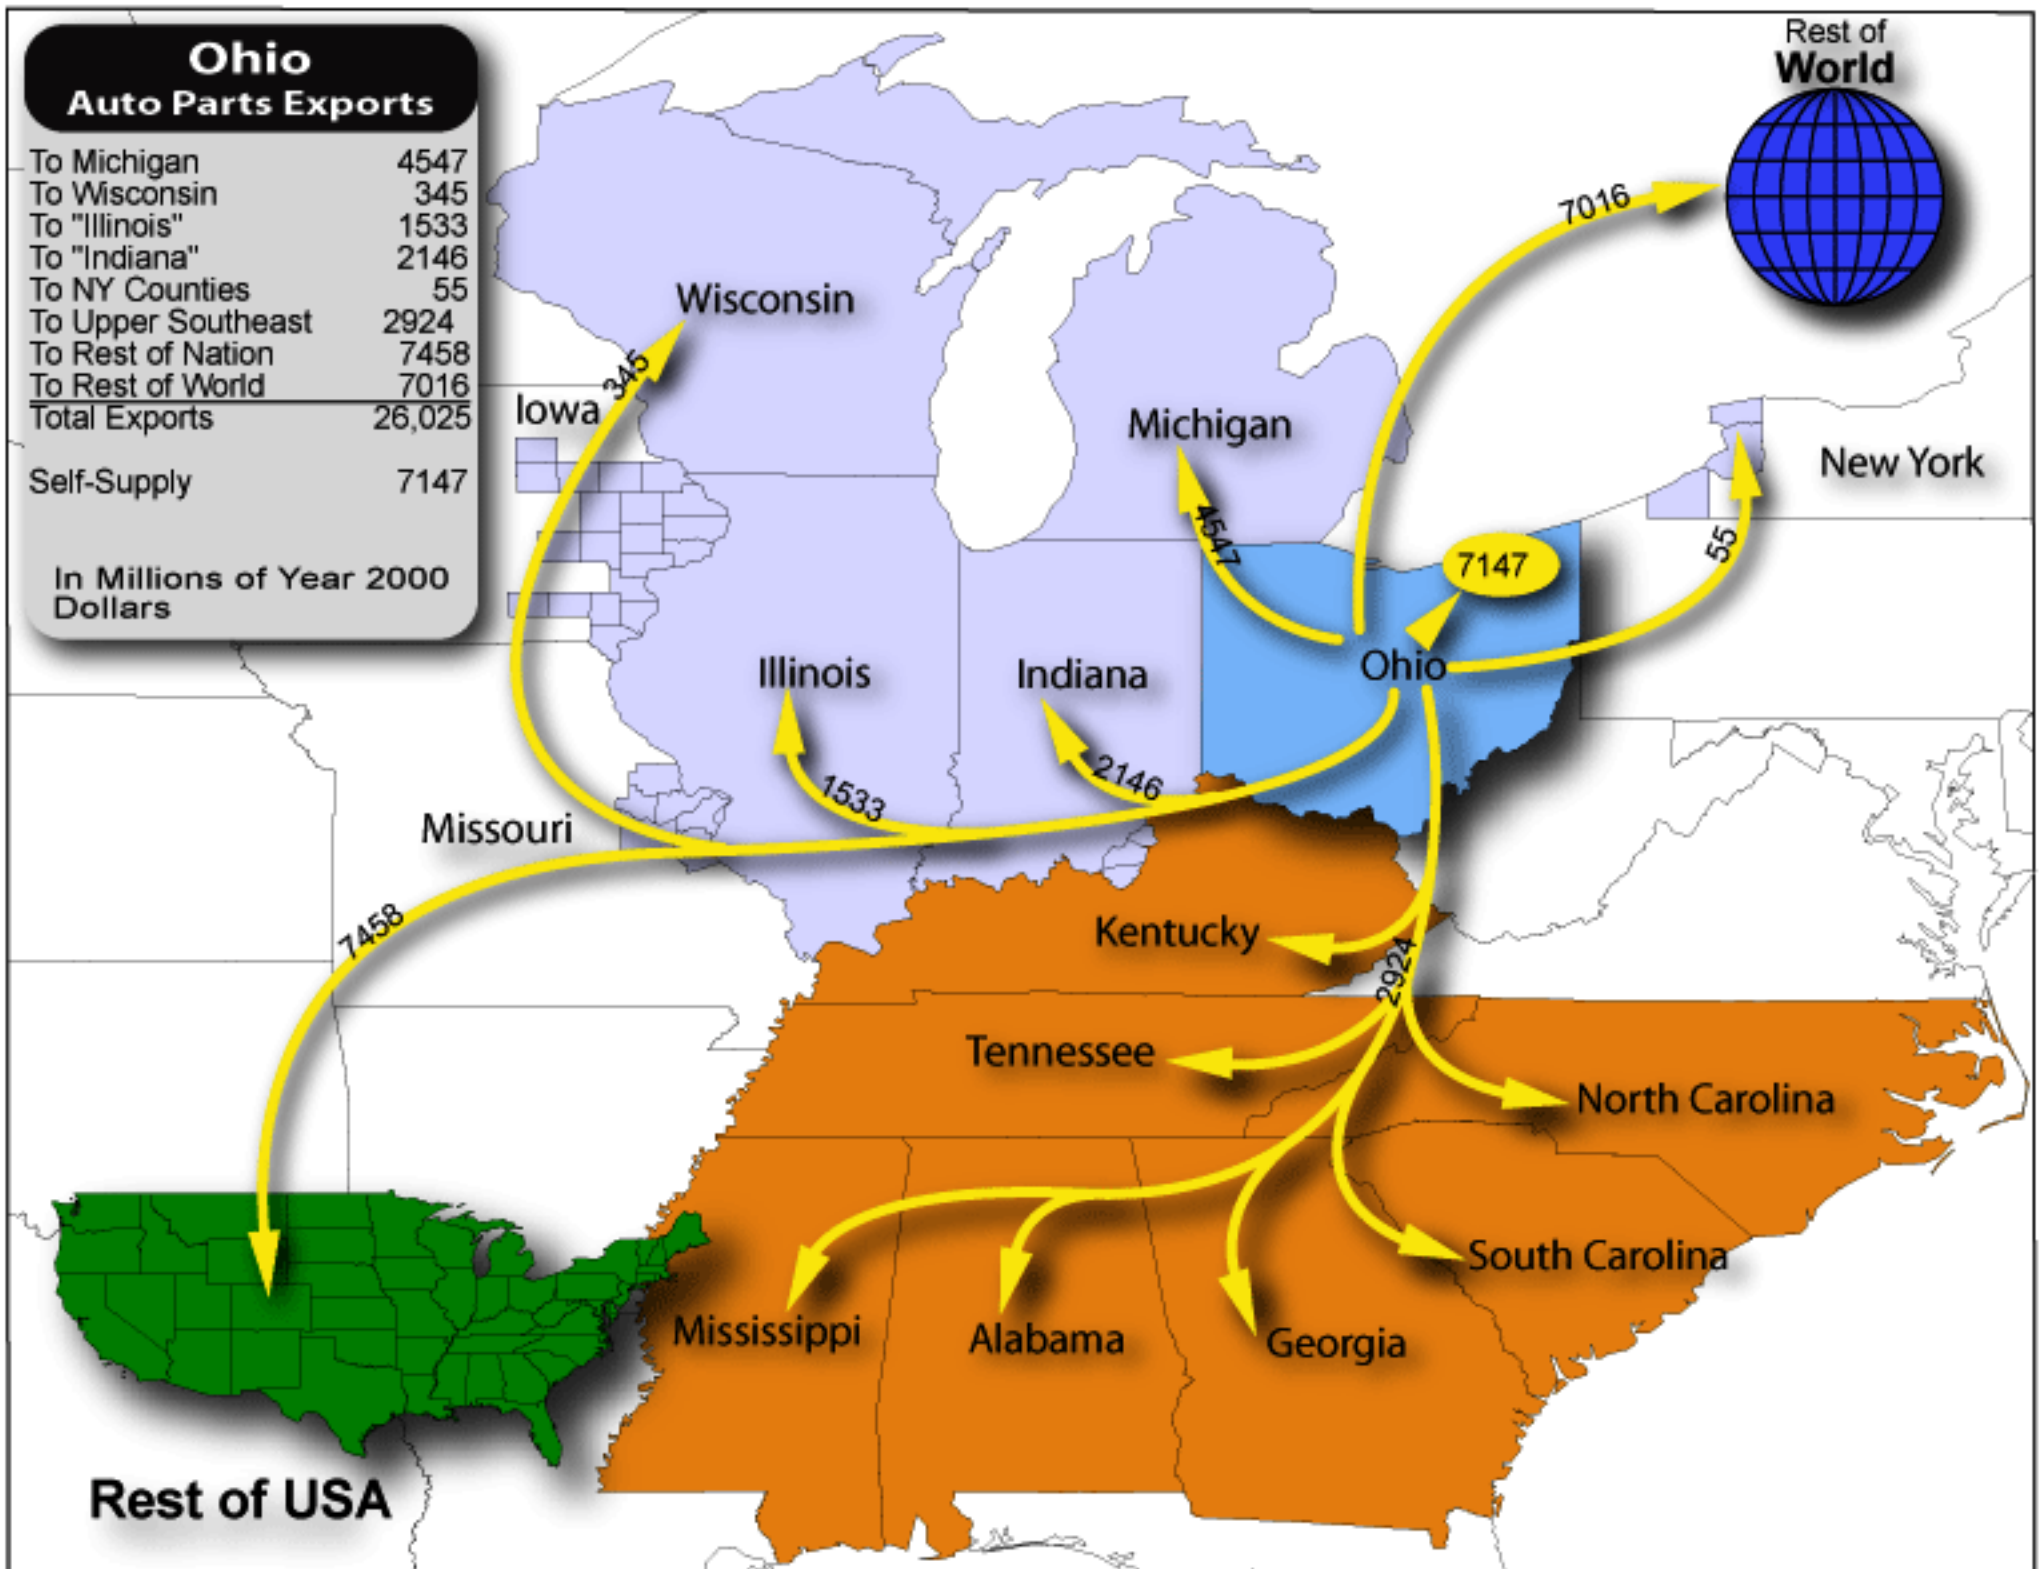 Ohio
Auto Parts Exports
To Michigan 4547
To Wisconsin 345
To "Illinois" 1533
To "Indiana" 2146
To NY Counties 55
To Upper Southeast 2924
To Rest of Nation 7458
To Rest of World 7016
Total Exports 26,025
Self-Supply 7147
In Millions of Year 2000
Dollars
Rest of
World
7016
Wisconsin
345
Iowa
Michigan
New York
4547
7147
55
Ohio
Illinois
Indiana
2146
1533
Missouri
7458
Kentucky
2924
Tennessee
North Carolina
South Carolina
Mississippi
Alabama
Georgia
Rest of USA